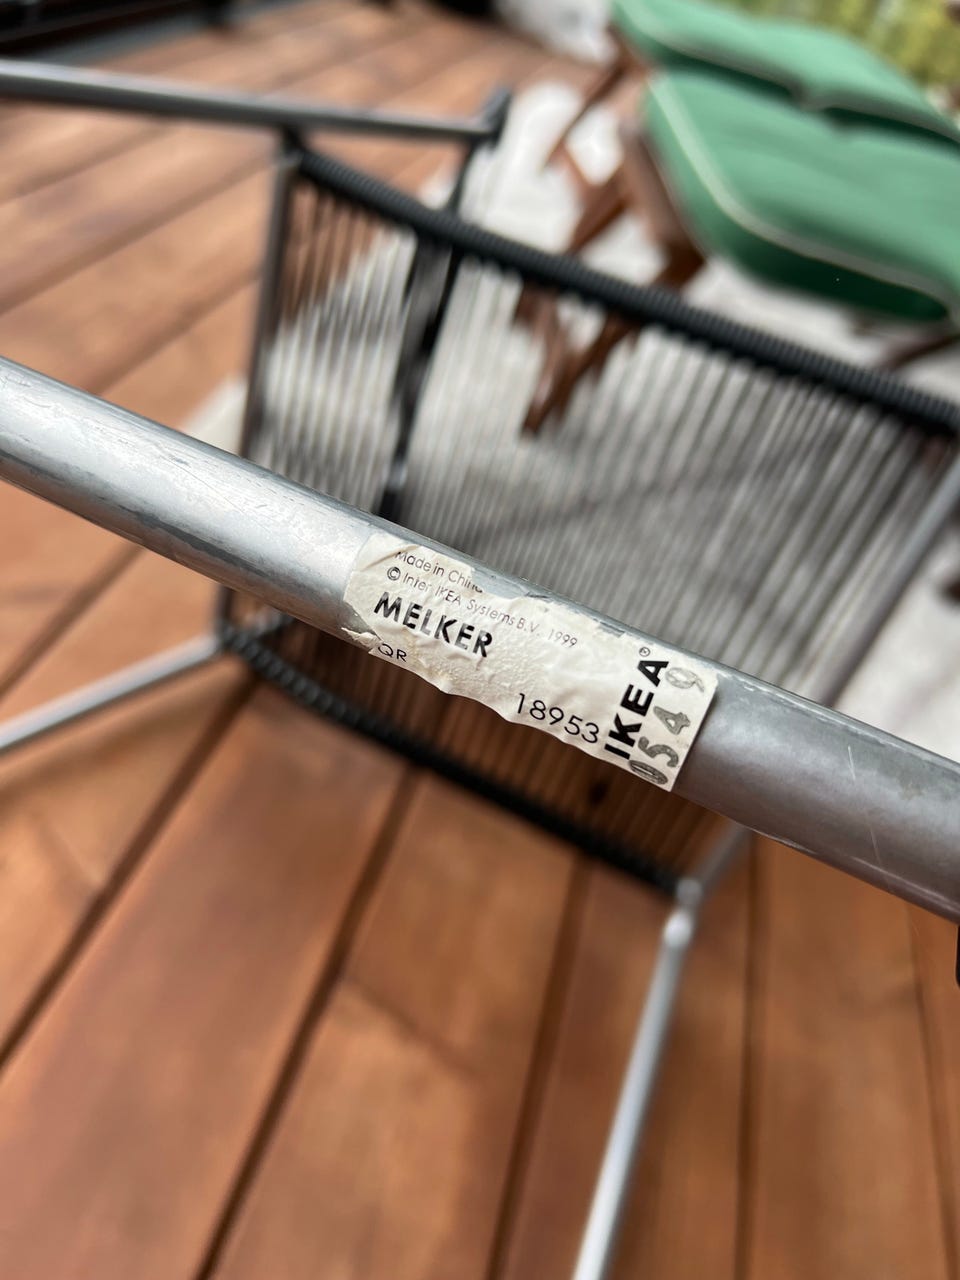 Made in China
© Inter IKEA Systems B.V. 1999
MELKER
QR
18953
IKEA®
0549